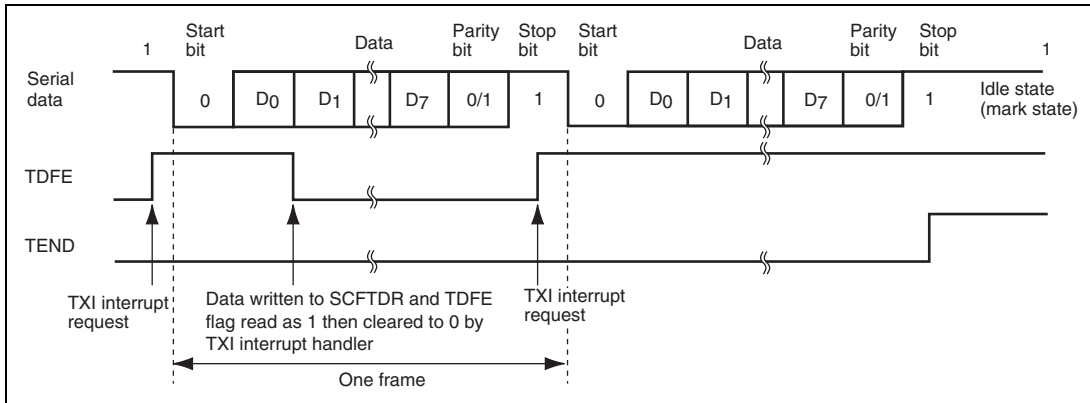 1 Start bit Data Parity bit Stop bit Start bit Data Parity bit Stop bit 1
Serial data 0 D0 D1 D7 0/1 1 0 D0 D1 D7 0/1 1 Idle state (mark state)
TDFE
TEND
TXI interrupt request
Data written to SCFTDR and TDFE
flag read as 1 then cleared to 0 by
TXI interrupt handler
TXI interrupt request
One frame